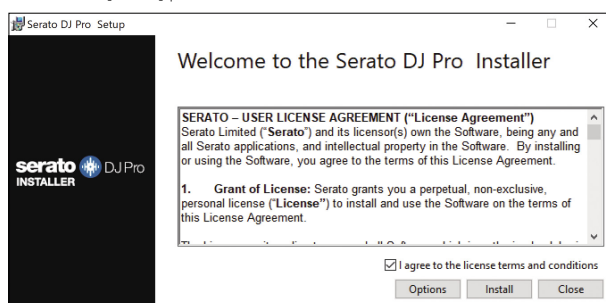 Serato DJ Pro Setup
Welcome to the Serato DJ Pro Installer
SERATO – USER LICENSE AGREEMENT ("License Agreement")
Serato Limited ("Serato") and its licensor(s) own the Software, being any and
all Serato applications, and intellectual property in the Software. By installing
or using the Software, you agree to the terms of this License Agreement.
1. Grant of License: Serato grants you a perpetual, non-exclusive,
personal license ("License") to install and use the Software on the terms of
this License Agreement.
serato DJ Pro
INSTALLER
I agree to the license terms and conditions
Options Install Close